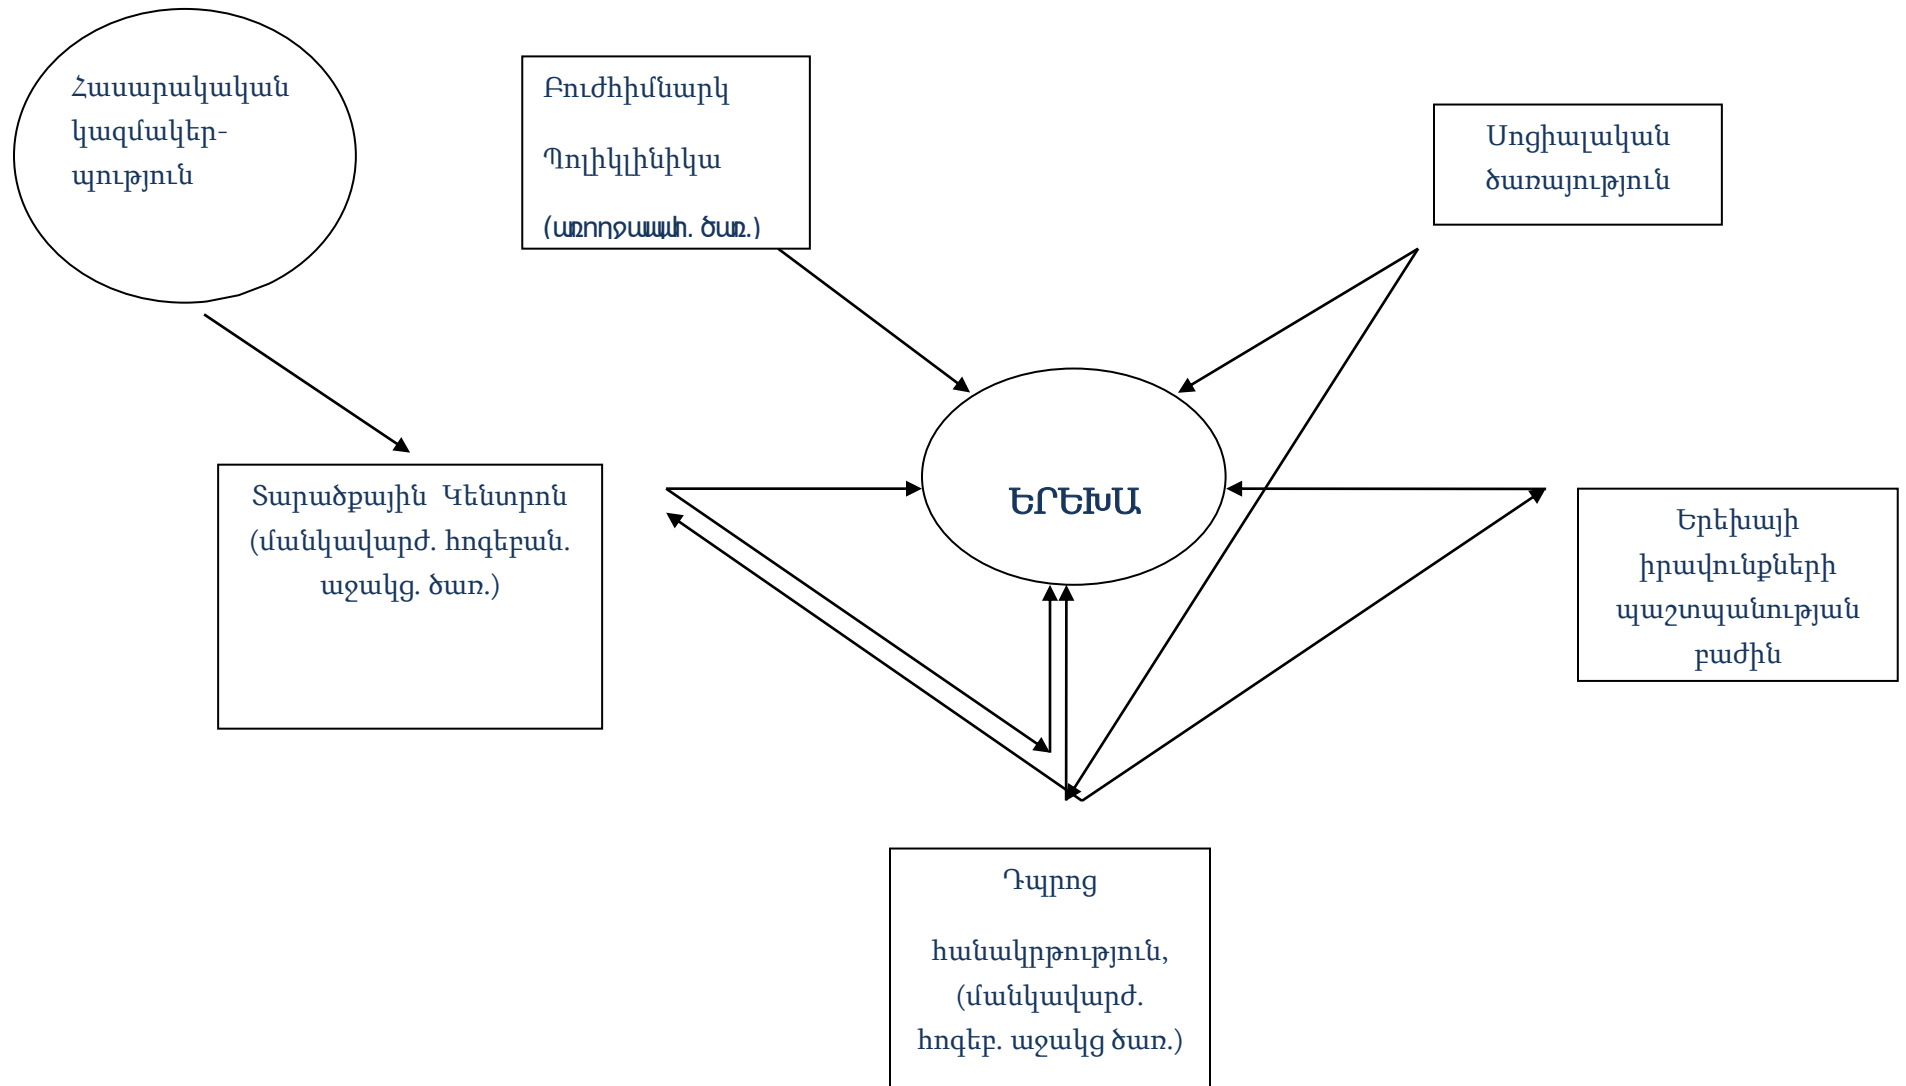 Հասարակական
կազմակեր-
պություն
Բուժհիմնարկ
Պոլիկլինիկա
(առողջապահ. ծառ.)
Սոցիալական
ծառայություն
ԵՐԵԽԱ
Տարածքային Կենտրոն
(մանկավարժ. հոգեբան.
աջակց. ծառ.)
Երեխայի
իրավունքների
պաշտպանության
բաժին
Դպրոց
հանակրթություն,
(մանկավարժ.
հոգեբ. աջակց ծառ.)